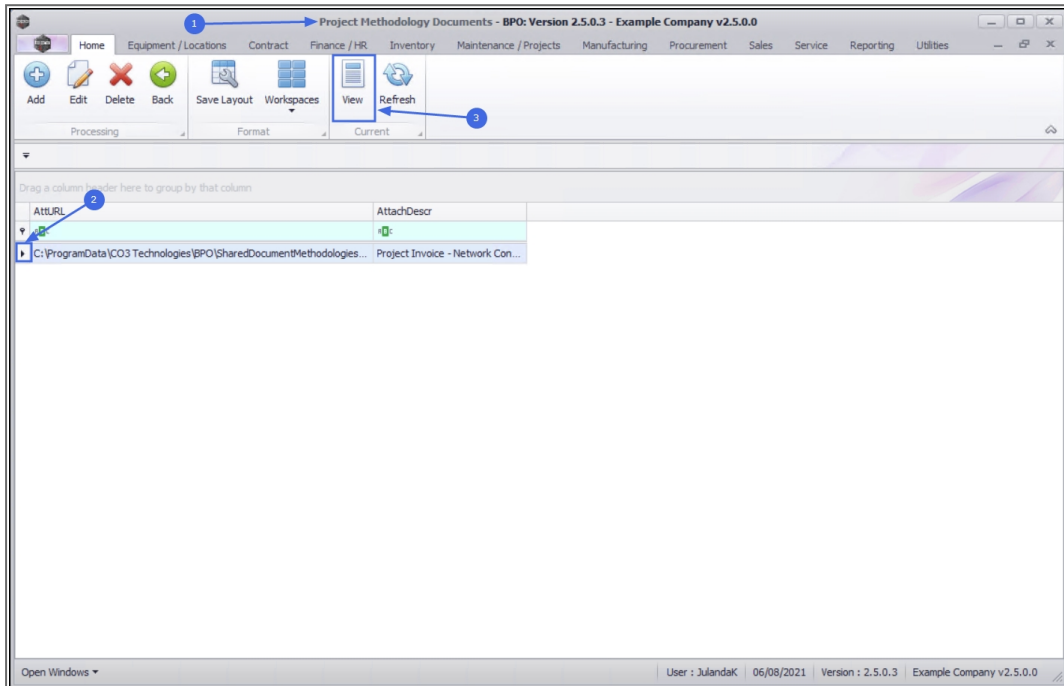 1
Project Methodology Documents - BPO: Version 2.5.0.3 - Example Company v2.5.0.0
Home Equipment / Locations Contract Finance / HR Inventory Maintenance / Projects Manufacturing Procurement Sales Service Reporting Utilities
Add Edit Delete Back Save Layout Workspaces View Refresh
3
Processing Format Current
Drag a column header here to group by that column
2
AttURL AttachDescr
C:\ProgramData\CO3 Technologies\BPO\SharedDocumentMethodologies... Project Invoice - Network Con...
Open Windows User : JulandaK 06/08/2021 Version : 2.5.0.3 Example Company v2.5.0.0